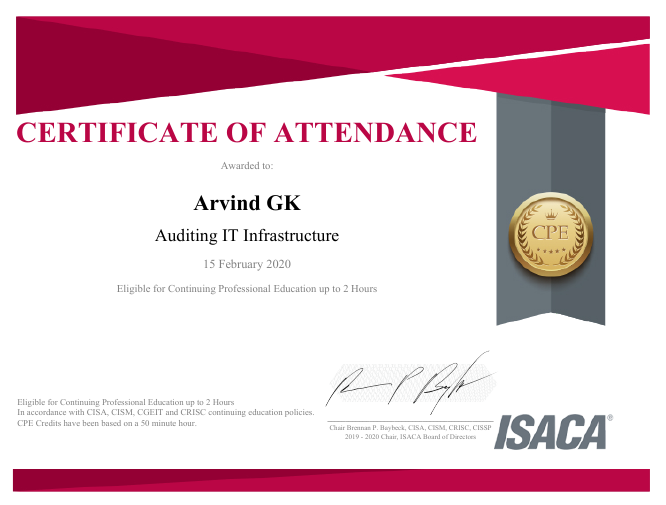 CERTIFICATE OF ATTENDANCE
Awarded to:
Arvind GK
Auditing IT Infrastructure
15 February 2020
Eligible for Continuing Professional Education up to 2 Hours
CPE
Eligible for Continuing Professional Education up to 2 Hours
In accordance with CISA, CISM, CGEIT and CRISC continuing education policies.
CPE Credits have been based on a 50 minute hour.
Chair Brennan P. Baybeck, CISA, CISM, CRISC, CISSP
2019 - 2020 Chair, ISACA Board of Directors
ISACA®